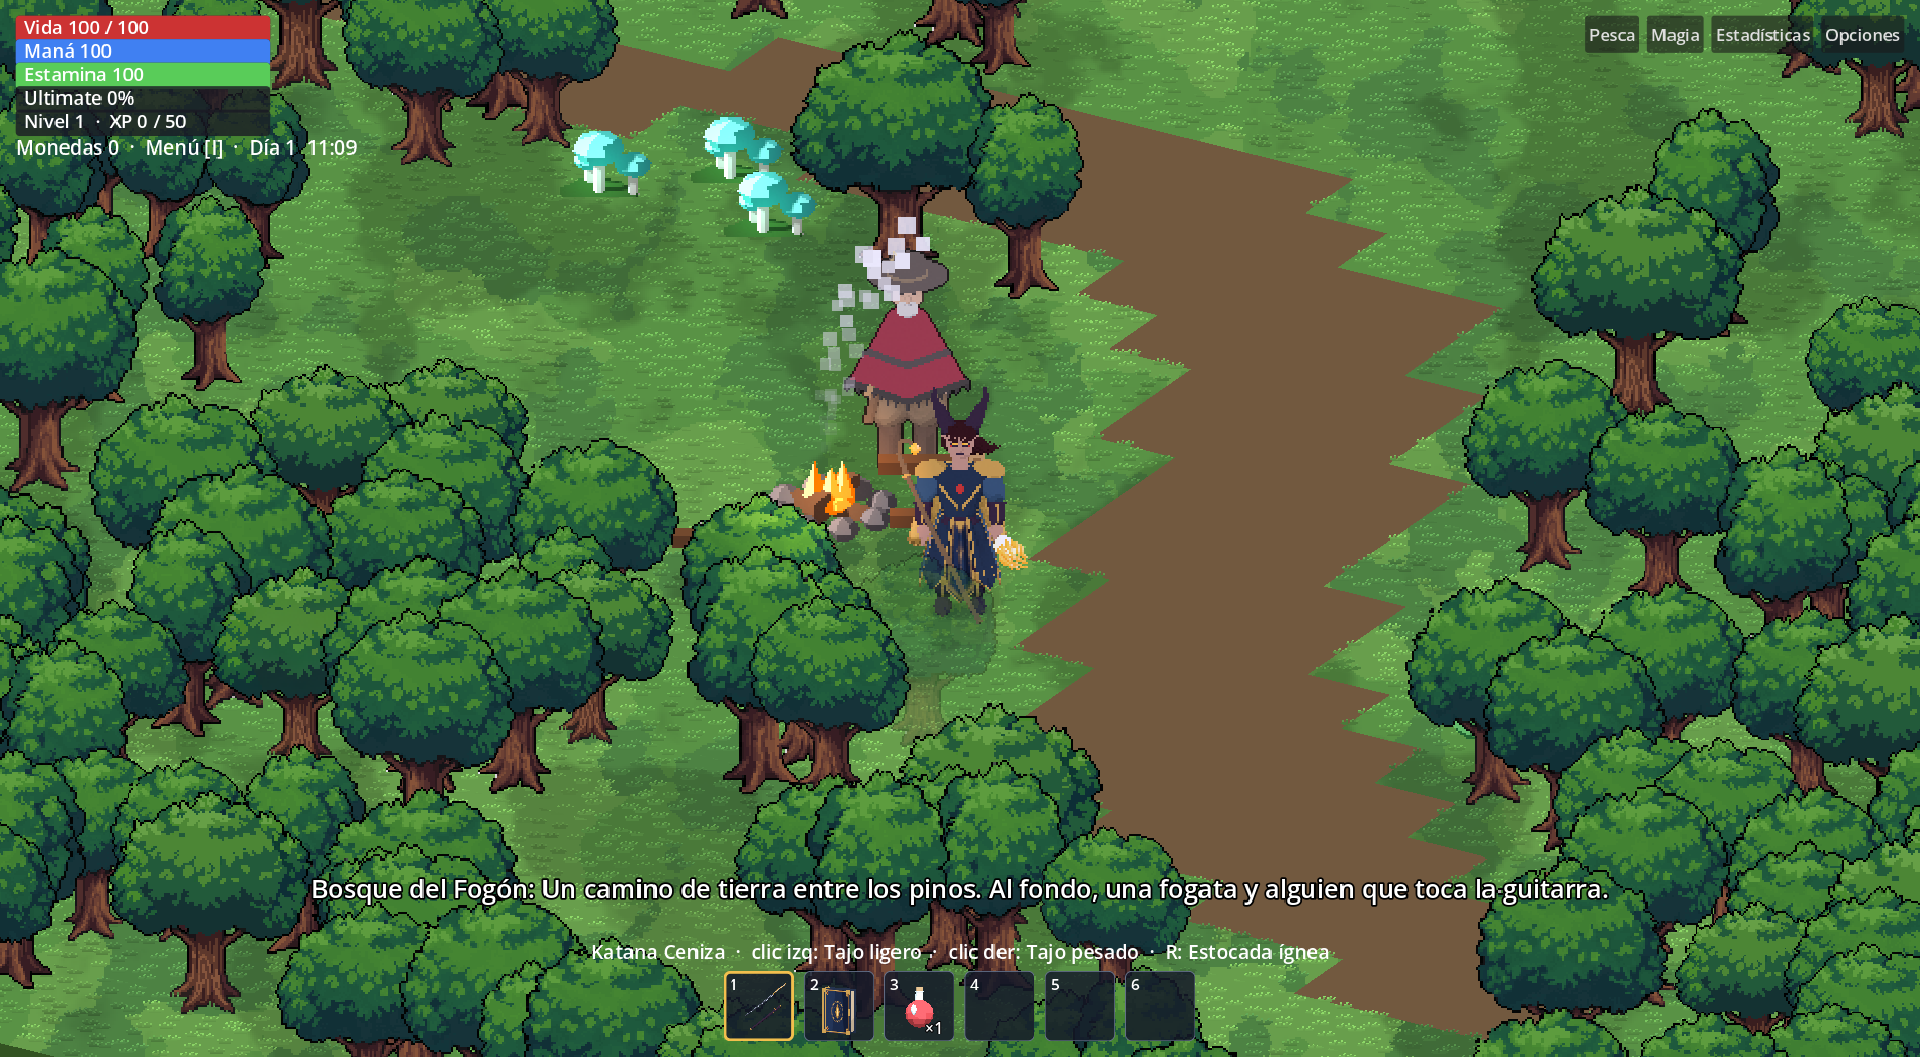 Vida 100 / 100
Maná 100
Estamina 100
Ultimate 0%
Nivel 1 · XP 0 / 50
Monedas 0 · Menú [I] · Día 1 11:09
Pesca
Magia
Estadísticas
Opciones
Bosque del Fogón: Un camino de tierra entre los pinos. Al fondo, una fogata y alguien que toca la guitarra.
Katana Ceniza · clic izq: Tajo ligero · clic der: Tajo pesado · R: Estocada ígnea
1
2
3
×1
4
5
6